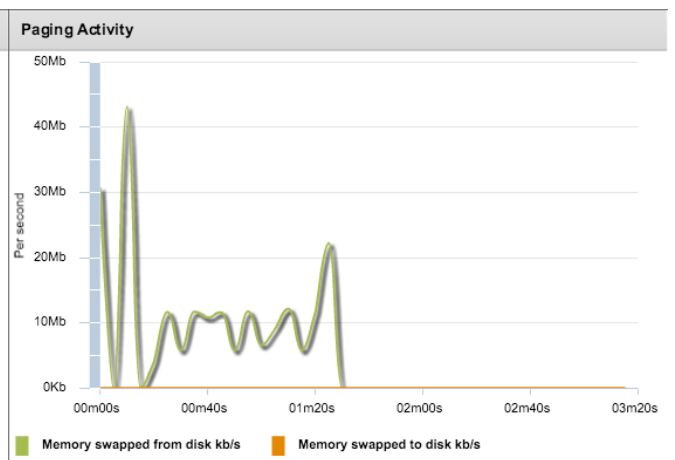 Paging Activity
50Mb
40Mb
30Mb
20Mb
10Mb
0Kb
Per second
00m00s 00m40s 01m20s 02m00s 02m40s 03m20s
Memory swapped from disk kb/s Memory swapped to disk kb/s